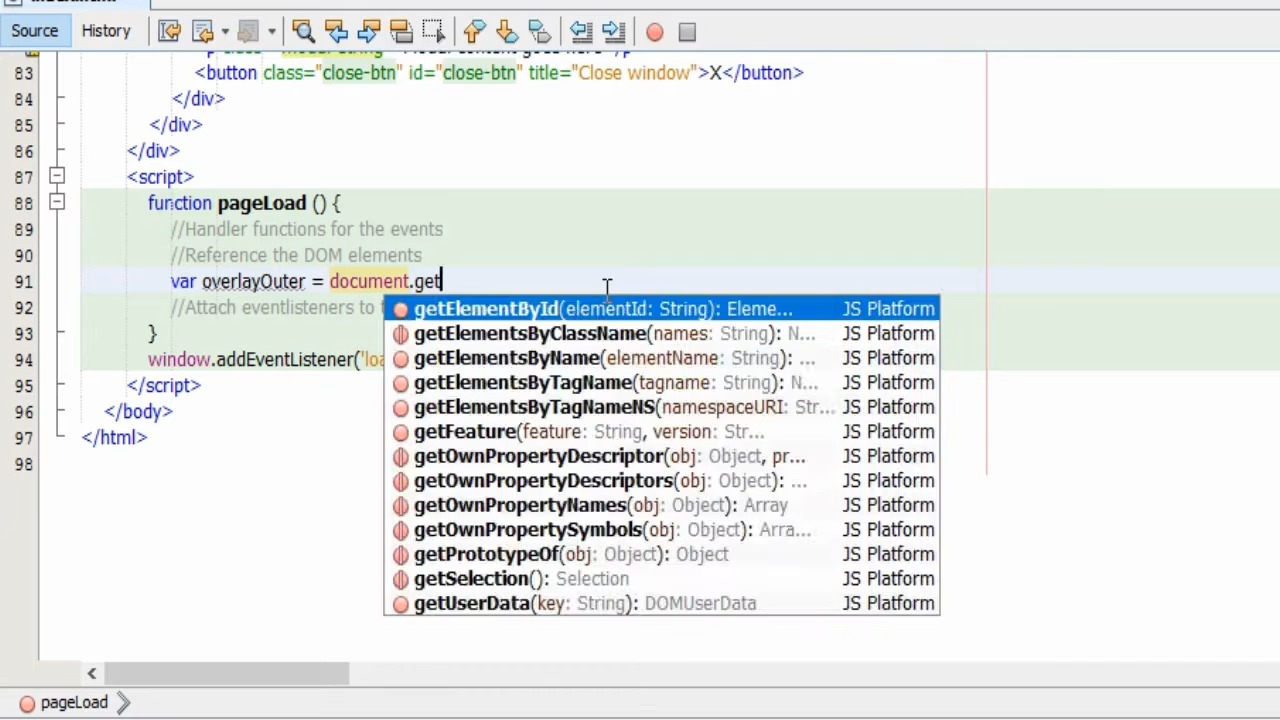 Source History
83 <button class="close-btn" id="close-btn" title="Close window">X</button>
84 </div>
85 </div>
86 </div>
87 <script>
88 function pageLoad () {
89 //Handler functions for the events
90 //Reference the DOM elements
91 var overlayOuter = document.get
92 //Attach eventlisteners to
93 }
94 window.addEventListener('loa
95 </script>
96 </body>
97 </html>
98
getElementById(elementId: String): Eleme... JS Platform
getElementsByClassName(names: String): N... JS Platform
getElementsByName(elementName: String): ... JS Platform
getElementsByTagName(tagname: String): N... JS Platform
getElementsByTagNameNS(namespaceURI: Str... JS Platform
getFeature(feature: String, version: Str... JS Platform
getOwnPropertyDescriptor(obj: Object, pr... JS Platform
getOwnPropertyDescriptors(obj: Object): ... JS Platform
getOwnPropertyNames(obj: Object): Array JS Platform
getOwnPropertySymbols(obj: Object): Arra... JS Platform
getPrototypeOf(obj: Object): Object JS Platform
getSelection(): Selection JS Platform
getUserData(key: String): DOMUserData JS Platform
pageLoad